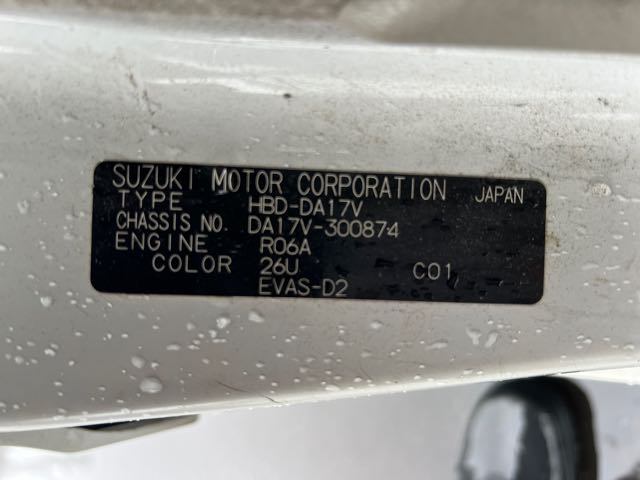 SUZUKI MOTOR CORPORATION JAPAN
TYPE HBD-DA17V
CHASSIS NO. DA17V-300874
ENGINE R06A
COLOR 26U C01
EVAS-D2